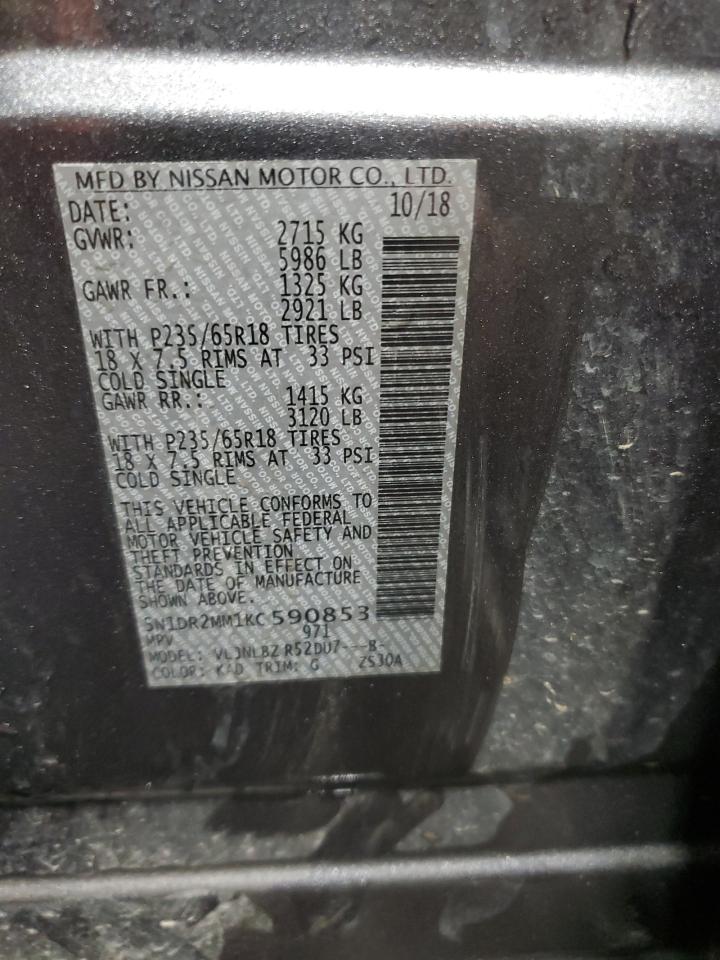 MFD BY NISSAN MOTOR CO., LTD.
DATE: 10/18
GVWR: 2715 KG
5986 LB
GAWR FR.: 1325 KG
2921 LB
WITH P235/65R18 TIRES
18 X 7.5 RIMS AT 33 PSI
COLD SINGLE
GAWR RR.: 1415 KG
3120 LB
WITH P235/65R18 TIRES
18 X 7.5 RIMS AT 33 PSI
COLD SINGLE
THIS VEHICLE CONFORMS TO
ALL APPLICABLE FEDERAL
MOTOR VEHICLE SAFETY AND
THEFT PREVENTION
STANDARDS IN EFFECT ON
THE DATE OF MANUFACTURE
SHOWN ABOVE.
5N1DR2MM1KC590853
MPV 971
MODEL: VLJNLBZ R52DU7---B-
COLOR: KAD TRIM: G ZS30A